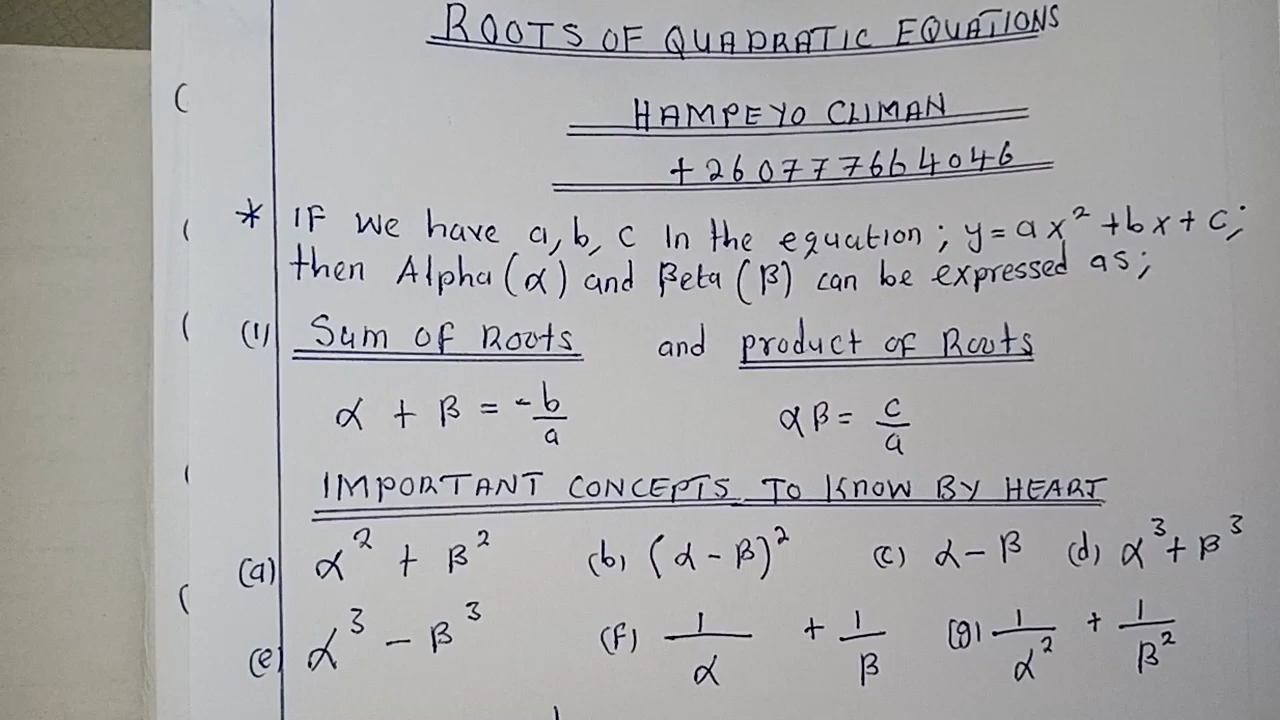 ROOTS OF QUADRATIC EQUATIONS
HAMPEYO CLIMAN
+260777664046
* IF we have a, b, c In the equation; y = ax² + bx + c;
then Alpha (α) and Beta (β) can be expressed as;
(1) Sum of Roots and product of Roots
α + β = -b/a αβ = c/a
IMPORTANT CONCEPTS TO KNOW BY HEART
(a) α² + β² (b) (α - β)² (c) α - β (d) α³ + β³
(e) α³ - β³ (f) 1/α + 1/β (g) 1/α² + 1/β²